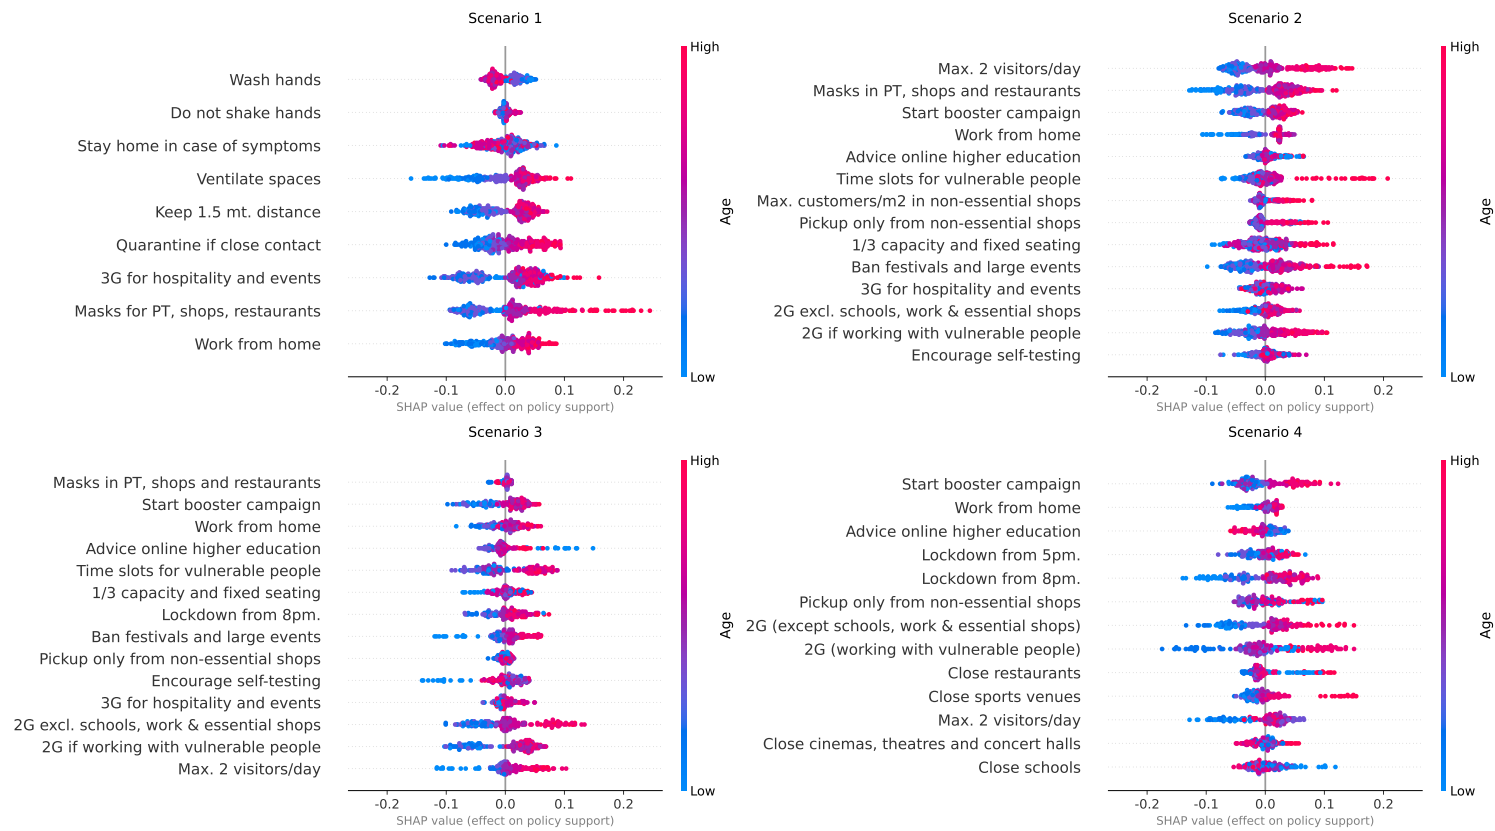 Scenario 1
Wash hands
Do not shake hands
Stay home in case of symptoms
Ventilate spaces
Keep 1.5 mt. distance
Quarantine if close contact
3G for hospitality and events
Masks for PT, shops, restaurants
Work from home
-0.2 -0.1 0.0 0.1 0.2
SHAP value (effect on policy support)
High
Age
Low
Scenario 2
Max. 2 visitors/day
Masks in PT, shops and restaurants
Start booster campaign
Work from home
Advice online higher education
Time slots for vulnerable people
Max. customers/m2 in non-essential shops
Pickup only from non-essential shops
1/3 capacity and fixed seating
Ban festivals and large events
3G for hospitality and events
2G excl. schools, work & essential shops
2G if working with vulnerable people
Encourage self-testing
-0.2 -0.1 0.0 0.1 0.2
SHAP value (effect on policy support)
High
Age
Low
Scenario 3
Masks in PT, shops and restaurants
Start booster campaign
Work from home
Advice online higher education
Time slots for vulnerable people
1/3 capacity and fixed seating
Lockdown from 8pm.
Ban festivals and large events
Pickup only from non-essential shops
Encourage self-testing
3G for hospitality and events
2G excl. schools, work & essential shops
2G if working with vulnerable people
Max. 2 visitors/day
-0.2 -0.1 0.0 0.1 0.2
SHAP value (effect on policy support)
High
Age
Low
Scenario 4
Start booster campaign
Work from home
Advice online higher education
Lockdown from 5pm.
Lockdown from 8pm.
Pickup only from non-essential shops
2G (except schools, work & essential shops)
2G (working with vulnerable people)
Close restaurants
Close sports venues
Max. 2 visitors/day
Close cinemas, theatres and concert halls
Close schools
-0.2 -0.1 0.0 0.1 0.2
SHAP value (effect on policy support)
High
Age
Low